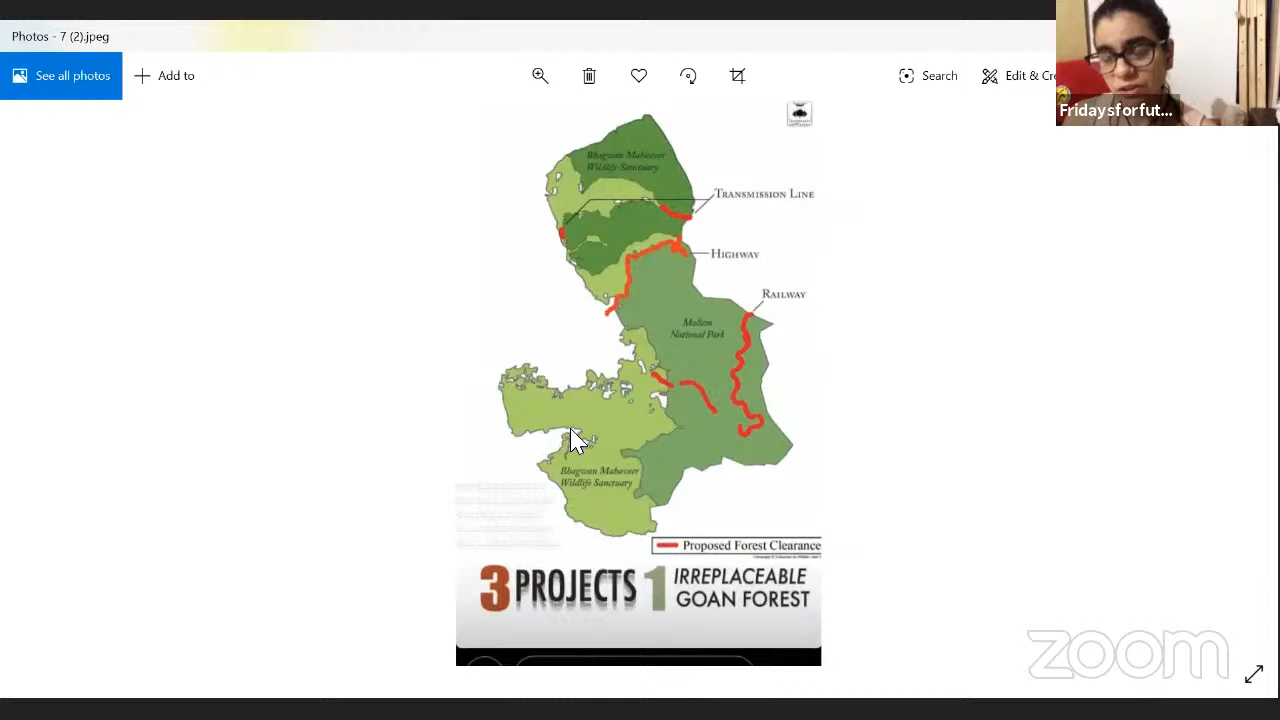 Photos - 7 (2).jpeg
See all photos
Add to
Search
Edit & Cre
Fridaysforfut...
Bhagwan Mahaveer
Wildlife Sanctuary
TRANSMISSION LINE
HIGHWAY
RAILWAY
Mollem
National Park
Bhagwan Mahaveer
Wildlife Sanctuary
Proposed Forest Clearance
3 PROJECTS 1 IRREPLACEABLE
GOAN FOREST
zoom